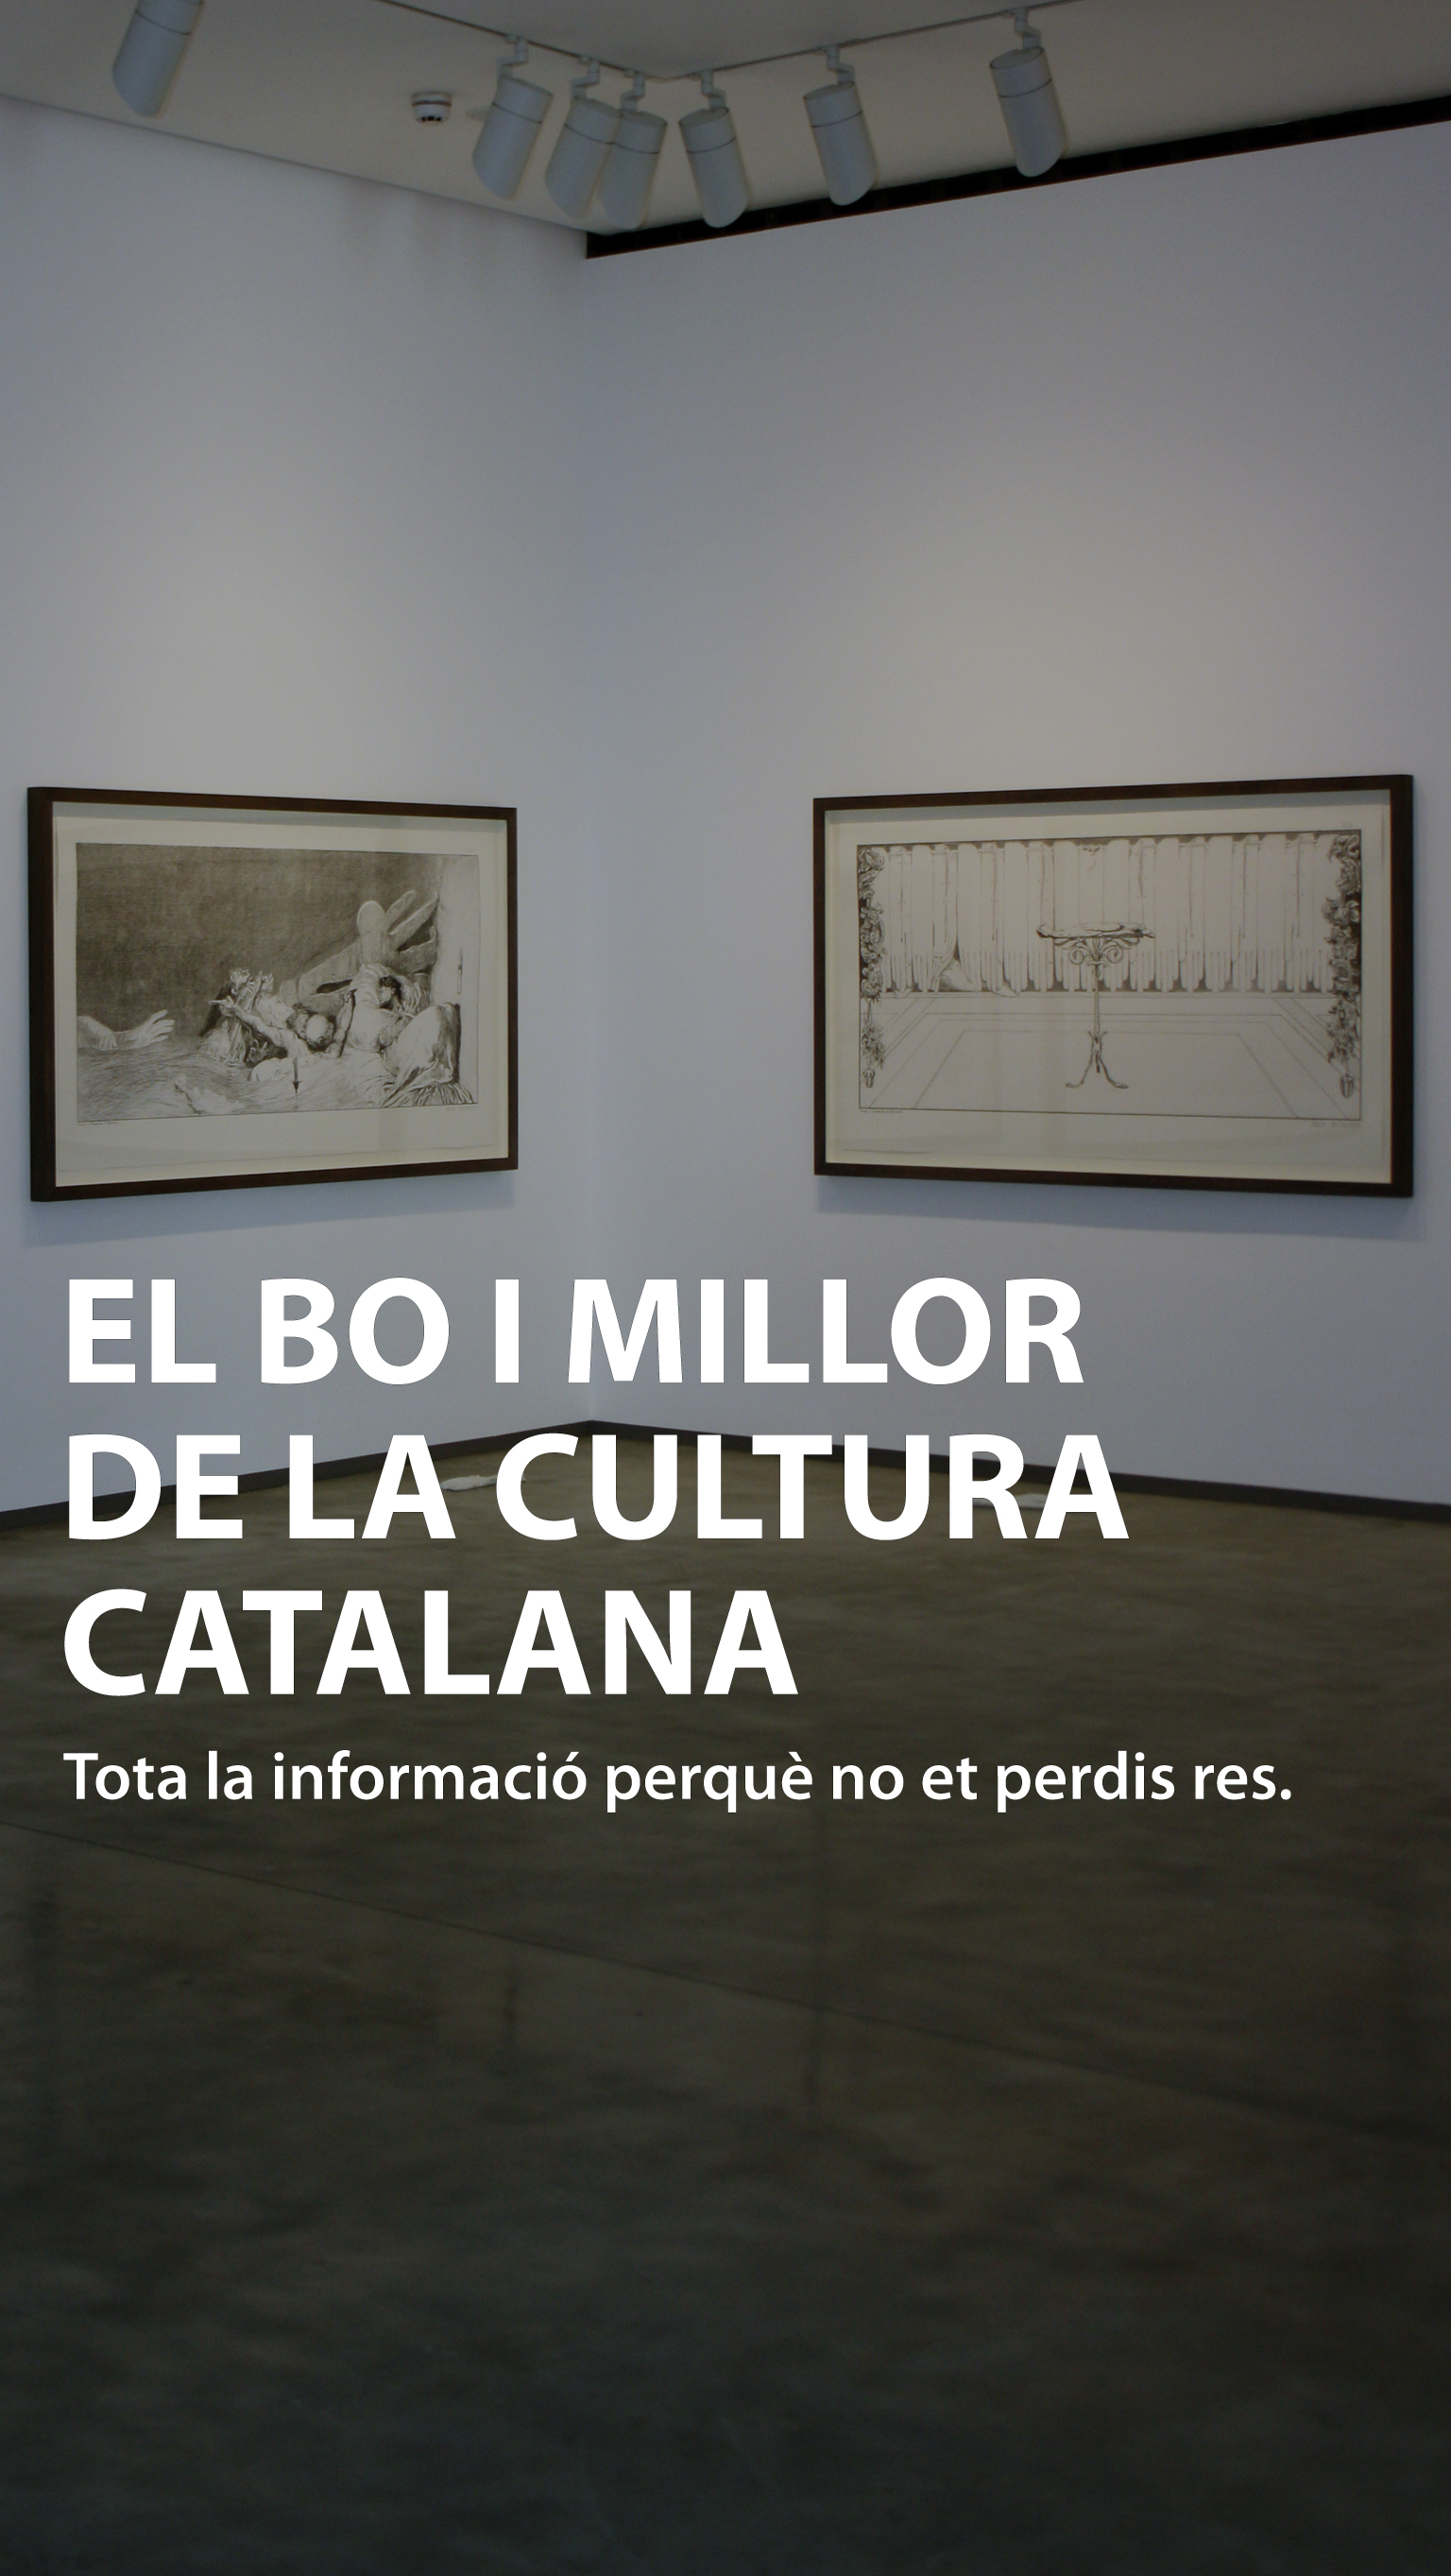 EL BO I MILLOR
DE LA CULTURA
CATALANA
Tota la informació perquè no et perdis res.